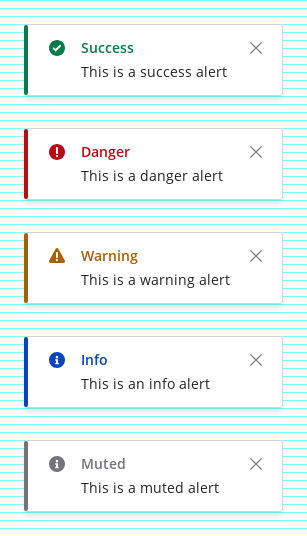 Success
This is a success alert
Danger
This is a danger alert
Warning
This is a warning alert
Info
This is an info alert
Muted
This is a muted alert